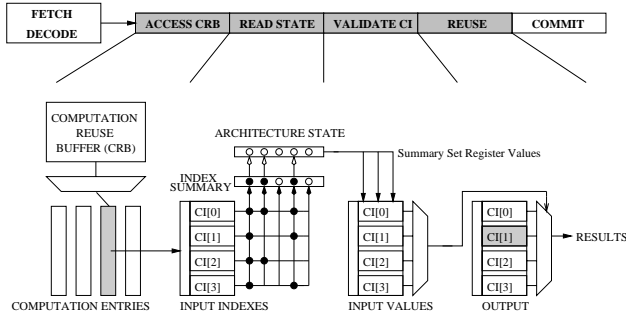 FETCH
DECODE
ACCESS CRB
READ STATE
VALIDATE CI
REUSE
COMMIT
COMPUTATION
REUSE
BUFFER (CRB)
ARCHITECTURE STATE
Summary Set Register Values
INDEX
SUMMARY
CI[0]
CI[1]
CI[2]
CI[3]
CI[0]
CI[1]
CI[2]
CI[3]
CI[0]
CI[1]
CI[2]
CI[3]
RESULTS
COMPUTATION ENTRIES
INPUT INDEXES
INPUT VALUES
OUTPUT